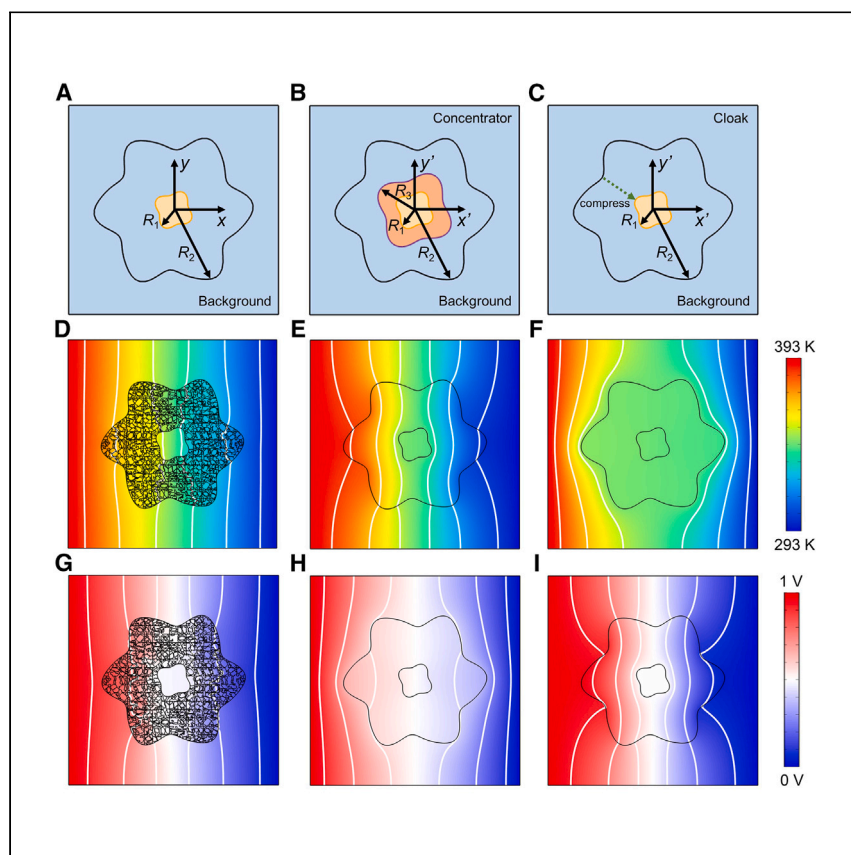 A
B
C
Concentrator
Cloak
y
y'
y'
R3
compress
x
x'
x'
R1
R1
R1
R2
R2
R2
Background
Background
Background
D
E
F
393 K
293 K
G
H
I
1 V
0 V